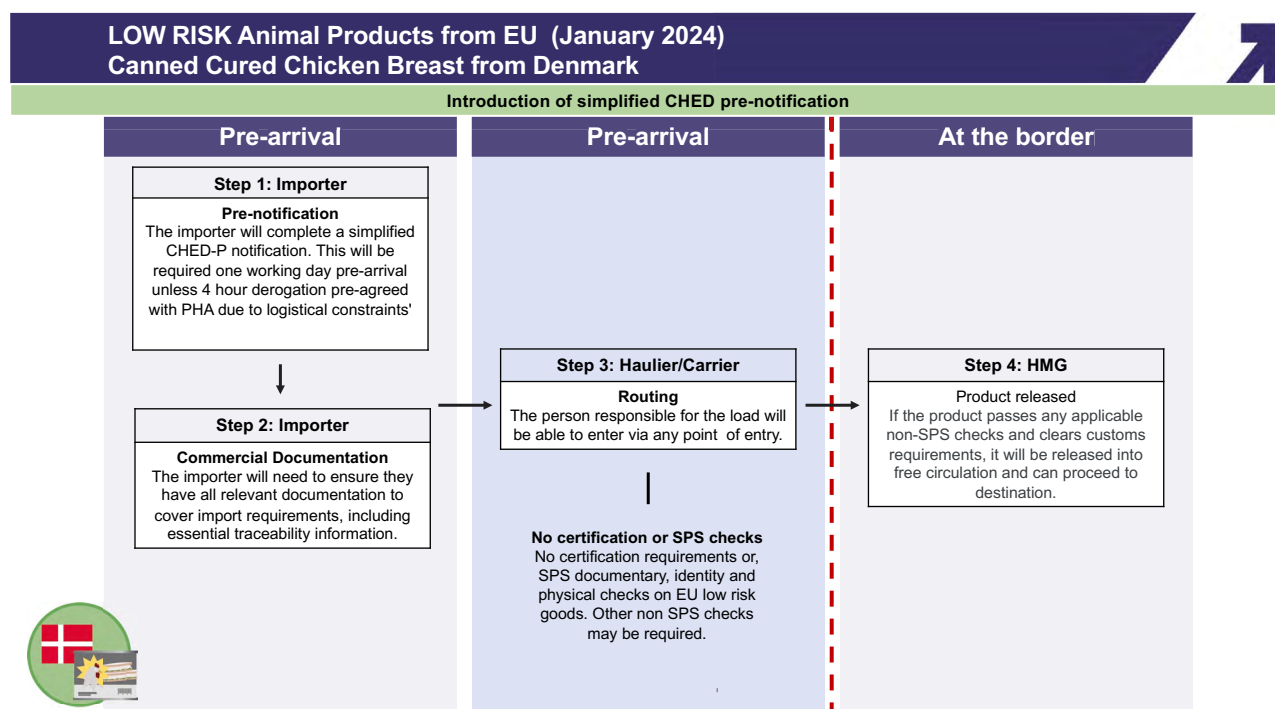 LOW RISK Animal Products from EU  (January 2024)
Canned Cured Chicken Breast from Denmark
Introduction of simplified CHED pre-notification
Pre-arrival
Step 1: Importer
Pre-notification
The importer will complete a simplified
CHED-P notification. This will be
required one working day pre-arrival
unless 4 hour derogation pre-agreed
with PHA due to logistical constraints'
Step 2: Importer
Commercial Documentation
The importer will need to ensure they
have all relevant documentation to
cover import requirements, including
essential traceability information.
Pre-arrival
Step 3: Haulier/Carrier
Routing
The person responsible for the load will
be able to enter via any point  of entry.
No certification or SPS checks
No certification requirements or,
SPS documentary, identity and
physical checks on EU low risk
goods. Other non SPS checks
may be required.
At the border
Step 4: HMG
Product released
If the product passes any applicable
non-SPS checks and clears customs
requirements, it will be released into
free circulation and can proceed to
destination.